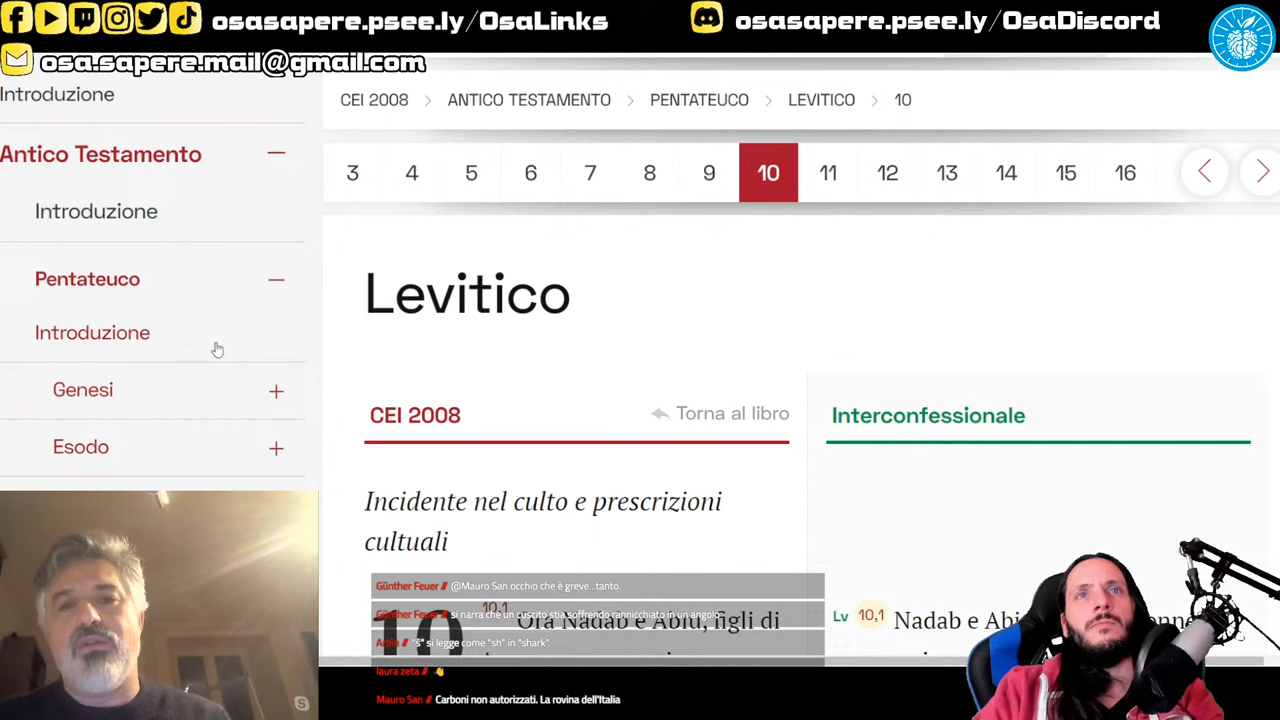 osasapere.psee.ly/OsaLinks
osasapere.psee.ly/OsaDiscord
osa.sapere.mail@gmail.com
Introduzione
Antico Testamento
Introduzione
Pentateuco
Introduzione
Genesi
Esodo
CEI 2008 > ANTICO TESTAMENTO > PENTATEUCO > LEVITICO > 10
3 4 5 6 7 8 9 10 11 12 13 14 15 16
Levitico
CEI 2008
Torna al libro
Incidente nel culto e prescrizioni
cultuali
10 10,1 Ora Nadab e Abiu, figli di
Interconfessionale
Lv 10,1 Nadab e
Günther Feuer // @Mauro San occhio che è greve...tanto.
Günther Feuer // si narra che un cuscito stia soffrendo rannicchiato in un angolo
// "š" si legge come "sh" in "shark".
laura zeta // 👋
Mauro San // Carboni non autorizzati. La rovina dell'Italia